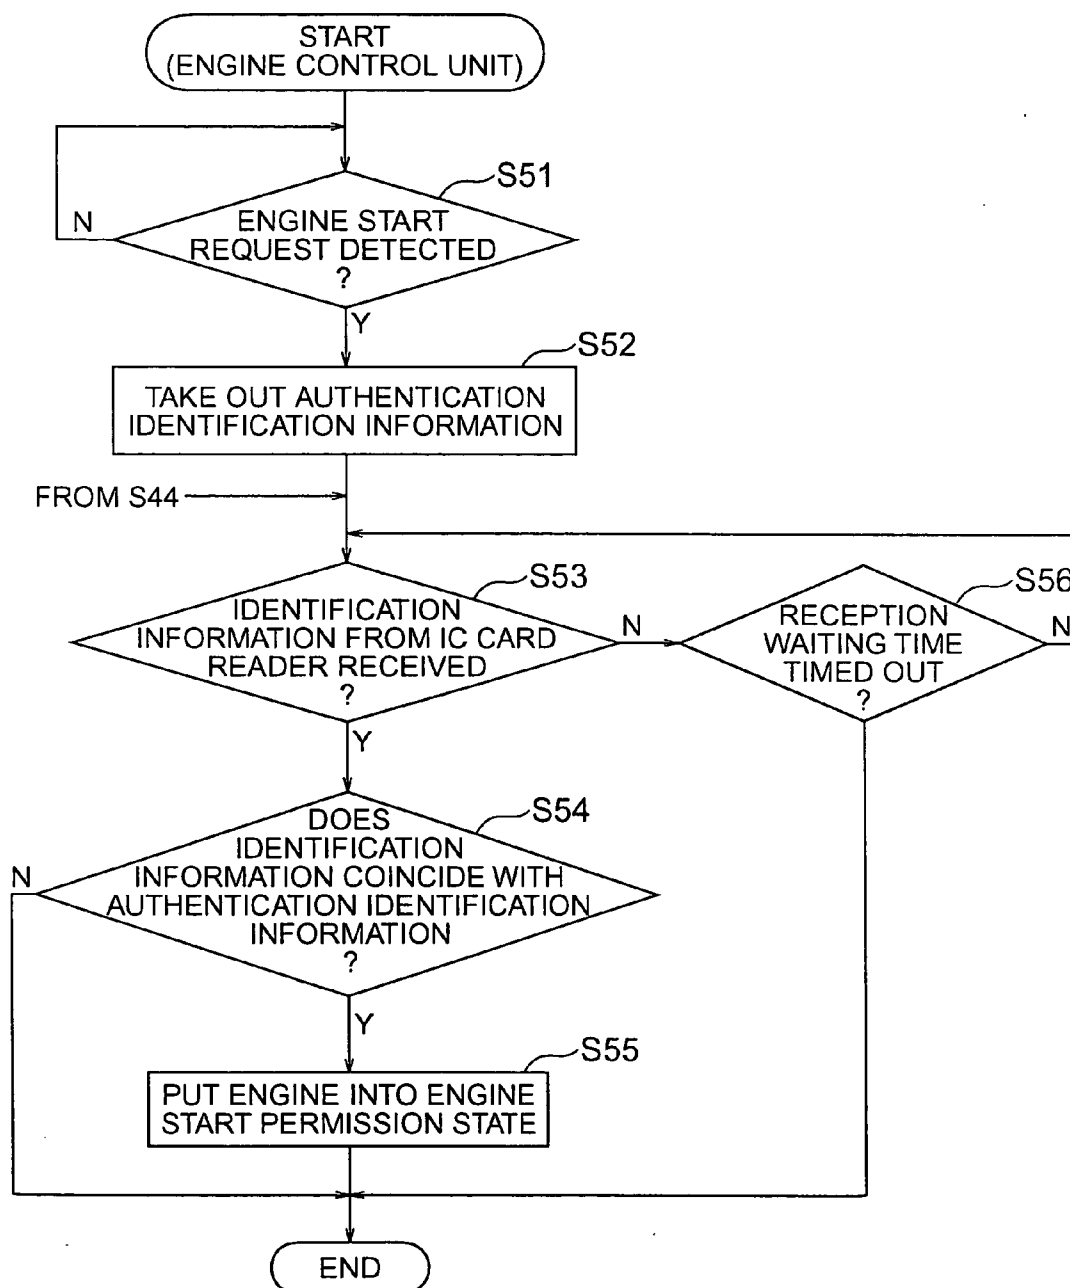 START
(ENGINE CONTROL UNIT)
S51
N
ENGINE START
REQUEST DETECTED
?
Y
S52
TAKE OUT AUTHENTICATION
IDENTIFICATION INFORMATION
FROM S44
S53
IDENTIFICATION
INFORMATION FROM IC CARD
READER RECEIVED
?
N
Y
S56
RECEPTION
WAITING TIME
TIMED OUT
?
N
S54
DOES
IDENTIFICATION
INFORMATION COINCIDE WITH
AUTHENTICATION IDENTIFICATION
INFORMATION
?
N
Y
S55
PUT ENGINE INTO ENGINE
START PERMISSION STATE
END